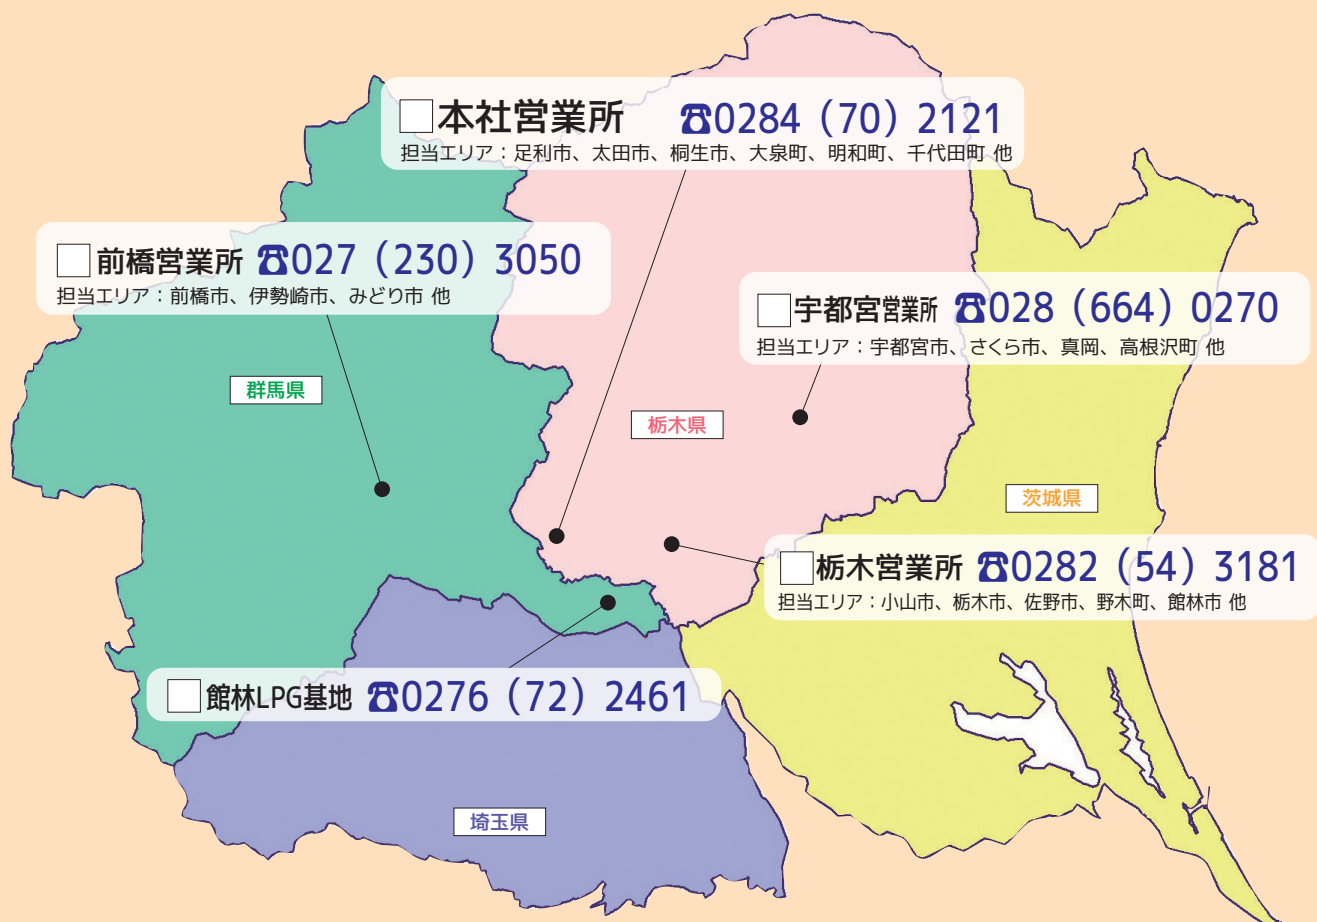 □本社営業所 ☎0284（70）2121
担当エリア：足利市、太田市、桐生市、大泉町、明和町、千代田町 他
□前橋営業所 ☎027（230）3050
担当エリア：前橋市、伊勢崎市、みどり市 他
□宇都宮営業所 ☎028（664）0270
担当エリア：宇都宮市、さくら市、真岡、高根沢町 他
群馬県
栃木県
茨城県
□栃木営業所 ☎0282（54）3181
担当エリア：小山市、栃木市、佐野市、野木町、館林市 他
□館林LPG基地 ☎0276（72）2461
埼玉県